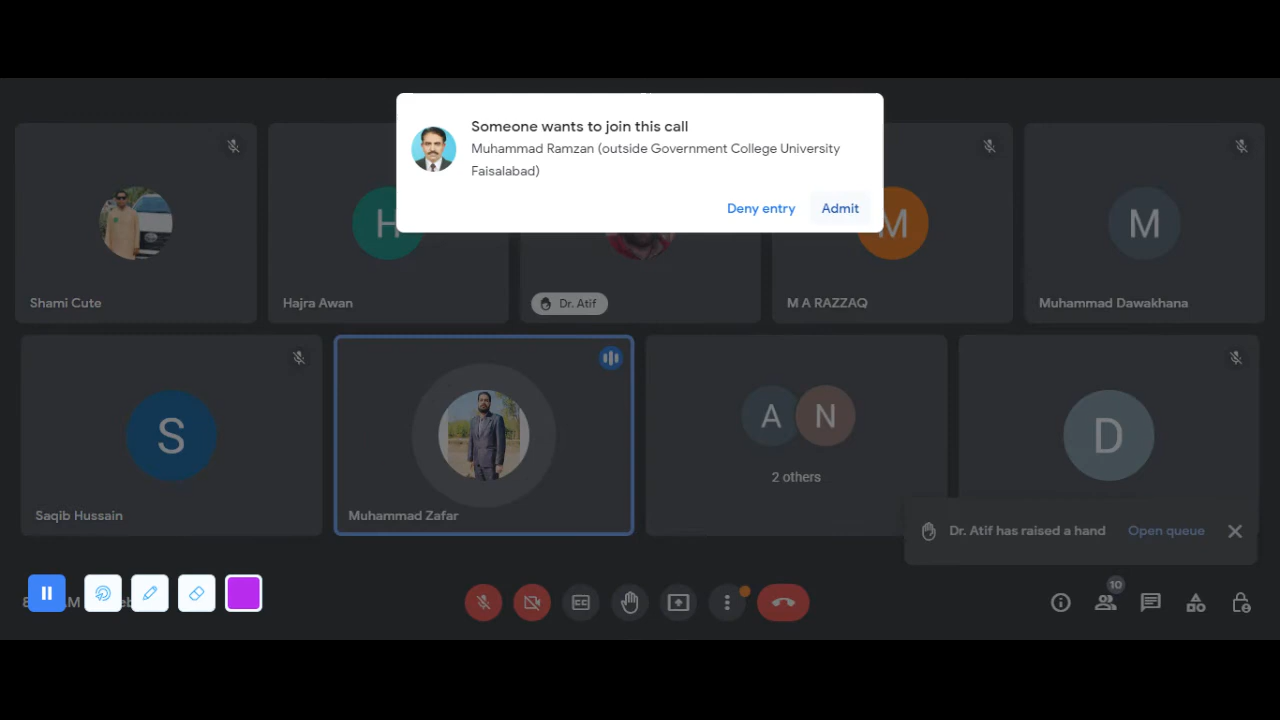 Someone wants to join this call
Muhammad Ramzan (outside Government College University
Faisalabad)
Deny entry
Admit
H
M
M
Shami Cute
Hajra Awan
Dr. Atif
M A RAZZAQ
Muhammad Dawakhana
S
A
N
D
2 others
Saqib Hussain
Muhammad Zafar
Dr. Atif has raised a hand
Open queue
10